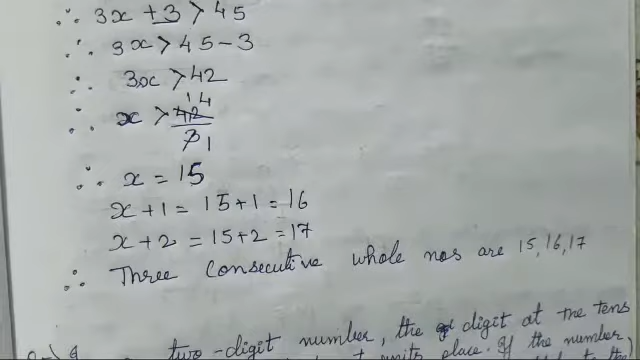 ∴ 3x + 3 > 45
∴ 3x > 45 - 3
∴ 3x > 42
∴ x > 42/3 14/1
∴ x = 15
x + 1 = 15 + 1 = 16
x + 2 = 15 + 2 = 17
∴ Three consecutive whole nos are 15, 16, 17
two-digit number, the digit at the tens
units place. If the number